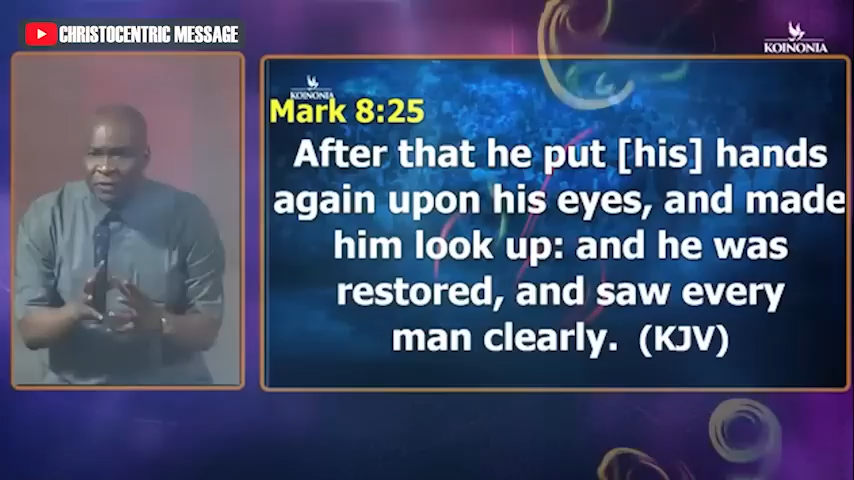 CHRISTOCENTRIC MESSAGE
KOINONIA
KOINONIA
Mark 8:25
After that he put [his] hands
again upon his eyes, and made
him look up: and he was
restored, and saw every
man clearly. (KJV)